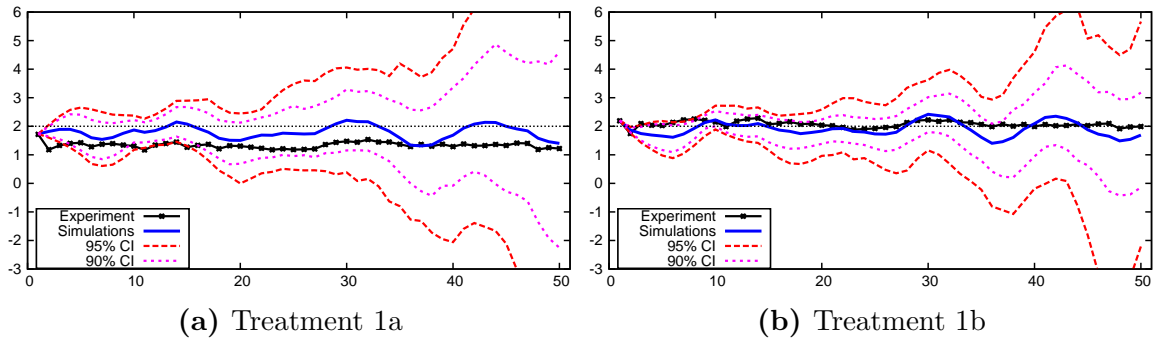 6
5
4
3
2
1
0
-1
-2
-3
0 10 20 30 40 50
Experiment
Simulations
95% CI
90% CI
(a) Treatment 1a
6
5
4
3
2
1
0
-1
-2
-3
0 10 20 30 40 50
Experiment
Simulations
95% CI
90% CI
(b) Treatment 1b